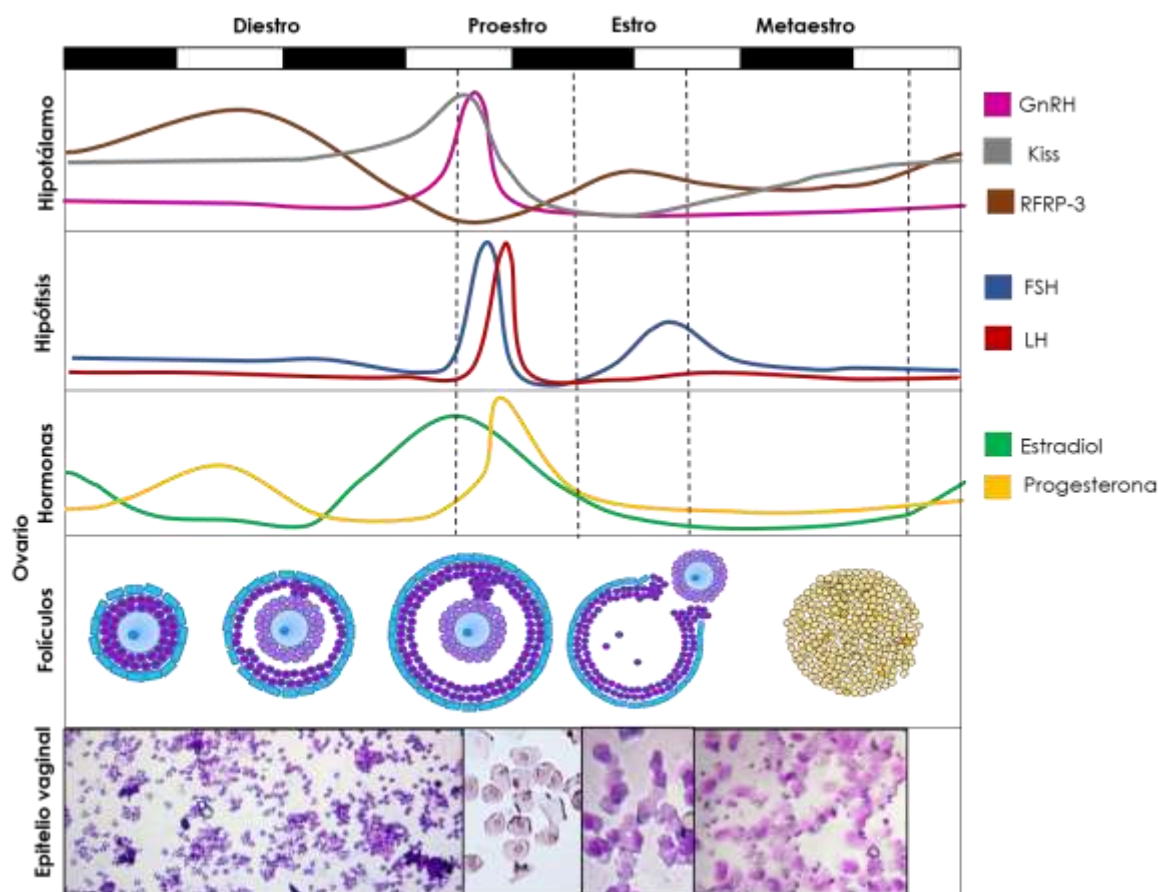 Diestro
Proestro
Estro
Metaestro
Hipotálamo
GnRH
Kiss
RFRP-3
Hipófisis
FSH
LH
Ovario
Hormonas
Estradiol
Progesterona
Folículos
Epitelio vaginal